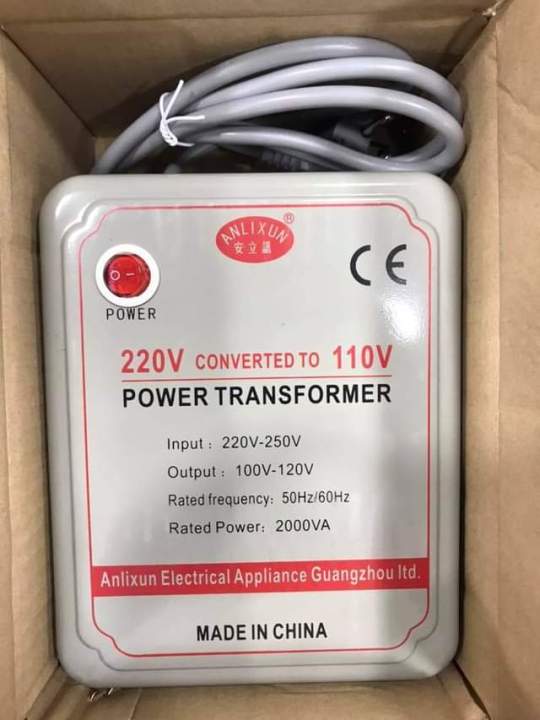 ANLIXUN®
安立訊
CE
O –
POWER
220V CONVERTED TO 110V
POWER TRANSFORMER
Input : 220V-250V
Output : 100V-120V
Rated frequency: 50Hz/60Hz
Rated Power: 2000VA
Anlixun Electrical Appliance Guangzhou ltd.
MADE IN CHINA